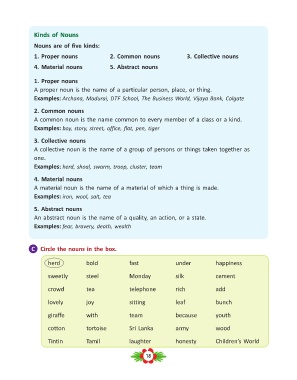 Kinds of Nouns
Nouns are of five kinds:
1. Proper nouns 2. Common nouns 3. Collective nouns
4. Material nouns 5. Abstract nouns
1. Proper nouns
A proper noun is the name of a particular person, place, or thing.
Examples: Archana, Madurai, DTF School, The Business World, Vijaya Bank, Colgate
2. Common nouns
A common noun is the name common to every member of a class or a kind.
Examples: boy, story, street, office, flat, pen, tiger
3. Collective nouns
A collective noun is the name of a group of persons or things taken together as
one.
Examples: herd, shoal, swarm, troop, cluster, team
4. Material nouns
A material noun is the name of a material of which a thing is made.
Examples: iron, wool, salt, tea
5. Abstract nouns
An abstract noun is the name of a quality, an action, or a state.
Examples: fear, bravery, death, wealth
C Circle the nouns in the box.
herd bold fast under happiness
sweetly steel Monday silk cement
crowd tea telephone rich add
lovely joy sitting leaf bunch
giraffe with team because youth
cotton tortoise Sri Lanka army wood
Tintin Tamil laughter honesty Children's World
16